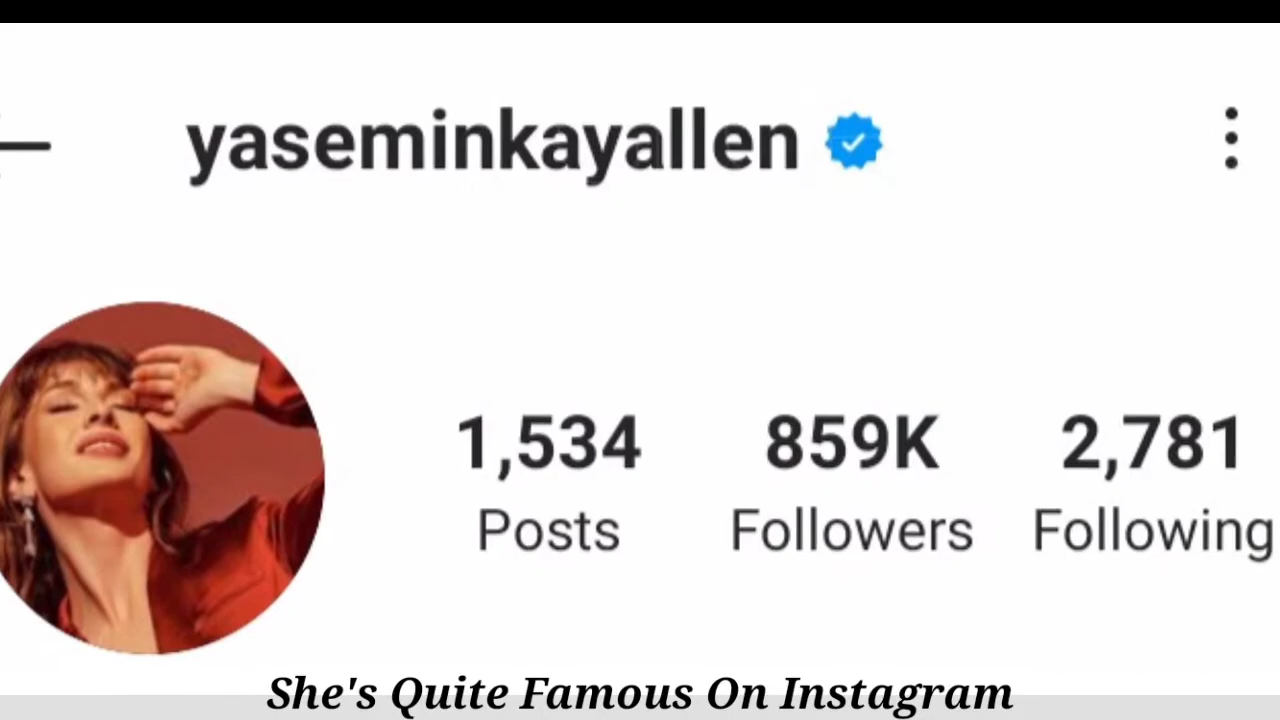 yaseminkayallen
1,534 859K 2,781
Posts Followers Following
She's Quite Famous On Instagram